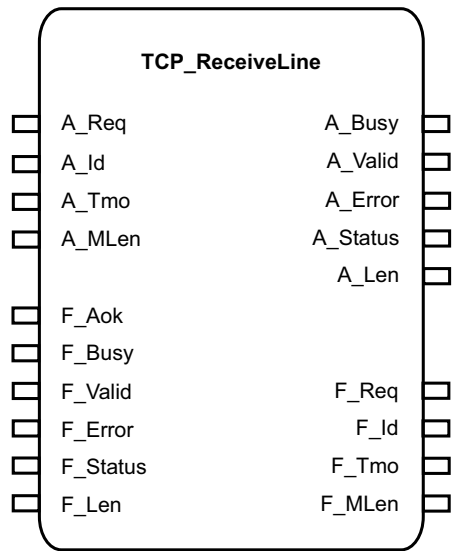 TCP_ReceiveLine
A_Req A_Busy
A_Id A_Valid
A_Tmo A_Error
A_MLen A_Status
A_Len
F_Aok
F_Busy
F_Valid F_Req
F_Error F_Id
F_Status F_Tmo
F_Len F_MLen